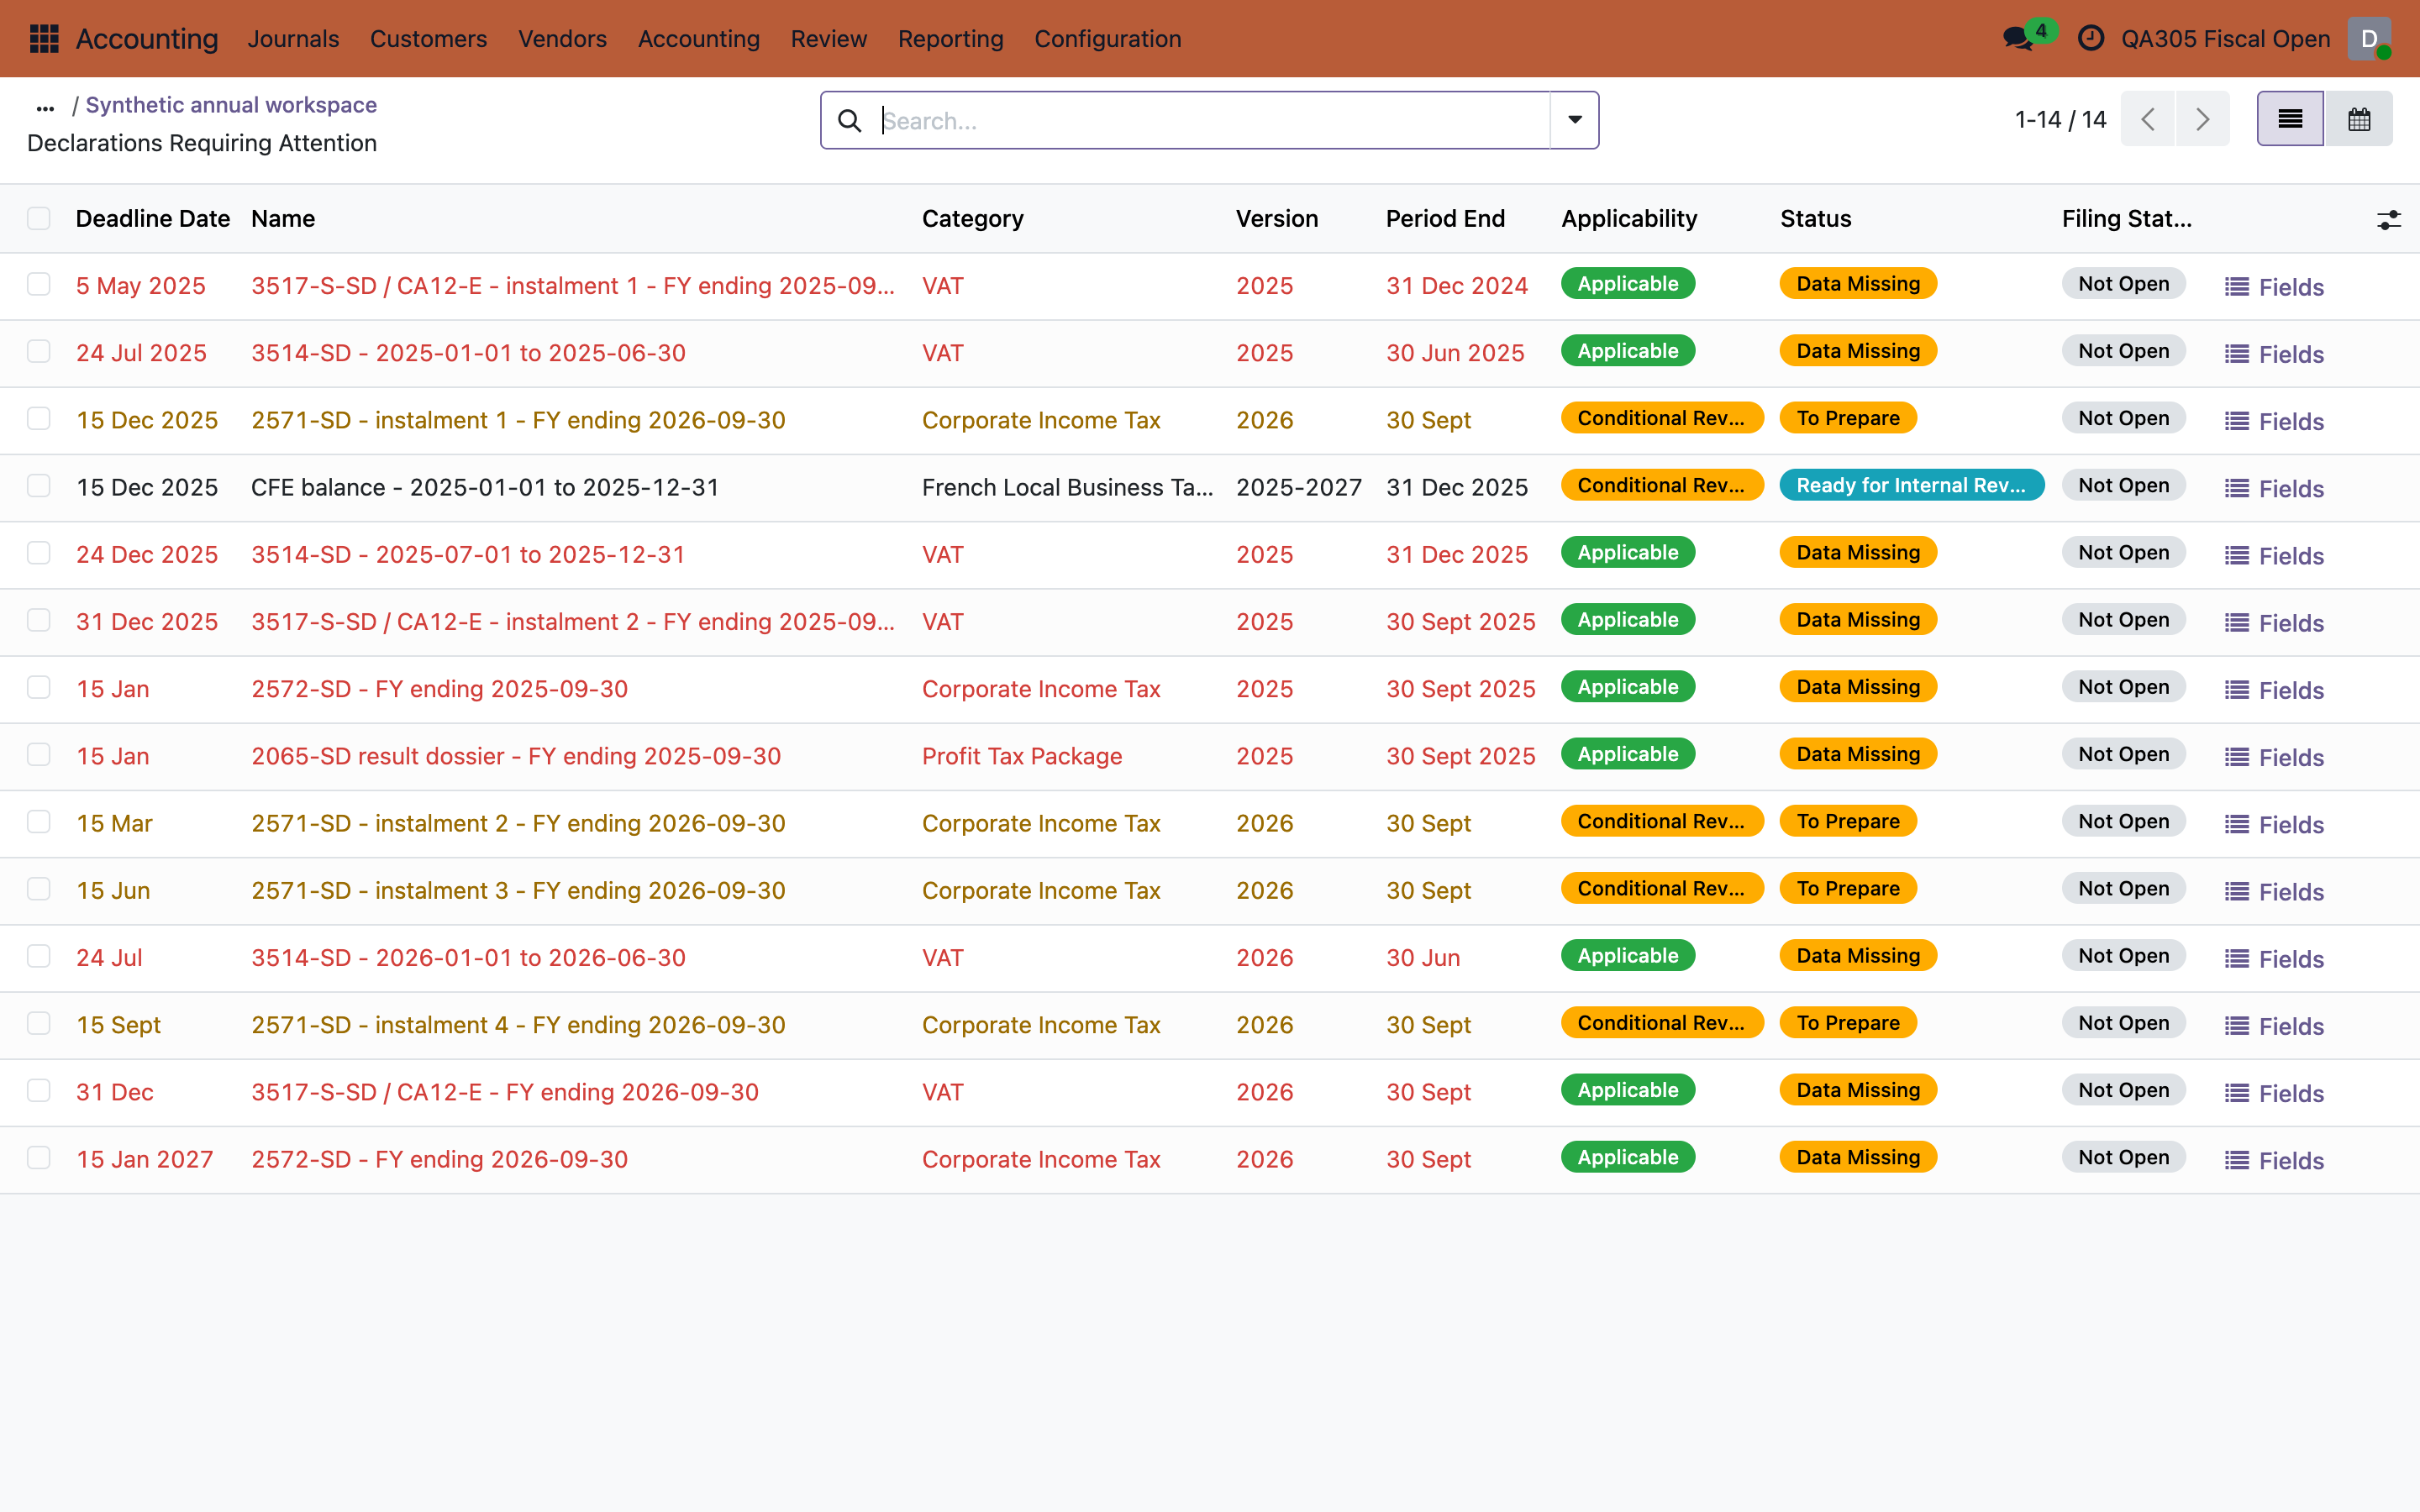 Accounting Journals Customers Vendors Accounting Review Reporting Configuration 4 QA305 Fiscal Open D
... / Synthetic annual workspace
Declarations Requiring Attention
Search...
1-14 / 14
Deadline Date Name Category Version Period End Applicability Status Filing Stat...
5 May 2025 3517-S-SD / CA12-E - instalment 1 - FY ending 2025-09... VAT 2025 31 Dec 2024 Applicable Data Missing Not Open Fields
24 Jul 2025 3514-SD - 2025-01-01 to 2025-06-30 VAT 2025 30 Jun 2025 Applicable Data Missing Not Open Fields
15 Dec 2025 2571-SD - instalment 1 - FY ending 2026-09-30 Corporate Income Tax 2026 30 Sept Conditional Rev... To Prepare Not Open Fields
15 Dec 2025 CFE balance - 2025-01-01 to 2025-12-31 French Local Business Ta... 2025-2027 31 Dec 2025 Conditional Rev... Ready for Internal Rev... Not Open Fields
24 Dec 2025 3514-SD - 2025-07-01 to 2025-12-31 VAT 2025 31 Dec 2025 Applicable Data Missing Not Open Fields
31 Dec 2025 3517-S-SD / CA12-E - instalment 2 - FY ending 2025-09... VAT 2025 30 Sept 2025 Applicable Data Missing Not Open Fields
15 Jan 2572-SD - FY ending 2025-09-30 Corporate Income Tax 2025 30 Sept 2025 Applicable Data Missing Not Open Fields
15 Jan 2065-SD result dossier - FY ending 2025-09-30 Profit Tax Package 2025 30 Sept 2025 Applicable Data Missing Not Open Fields
15 Mar 2571-SD - instalment 2 - FY ending 2026-09-30 Corporate Income Tax 2026 30 Sept Conditional Rev... To Prepare Not Open Fields
15 Jun 2571-SD - instalment 3 - FY ending 2026-09-30 Corporate Income Tax 2026 30 Sept Conditional Rev... To Prepare Not Open Fields
24 Jul 3514-SD - 2026-01-01 to 2026-06-30 VAT 2026 30 Jun Applicable Data Missing Not Open Fields
15 Sept 2571-SD - instalment 4 - FY ending 2026-09-30 Corporate Income Tax 2026 30 Sept Conditional Rev... To Prepare Not Open Fields
31 Dec 3517-S-SD / CA12-E - FY ending 2026-09-30 VAT 2026 30 Sept Applicable Data Missing Not Open Fields
15 Jan 2027 2572-SD - FY ending 2026-09-30 Corporate Income Tax 2026 30 Sept Applicable Data Missing Not Open Fields